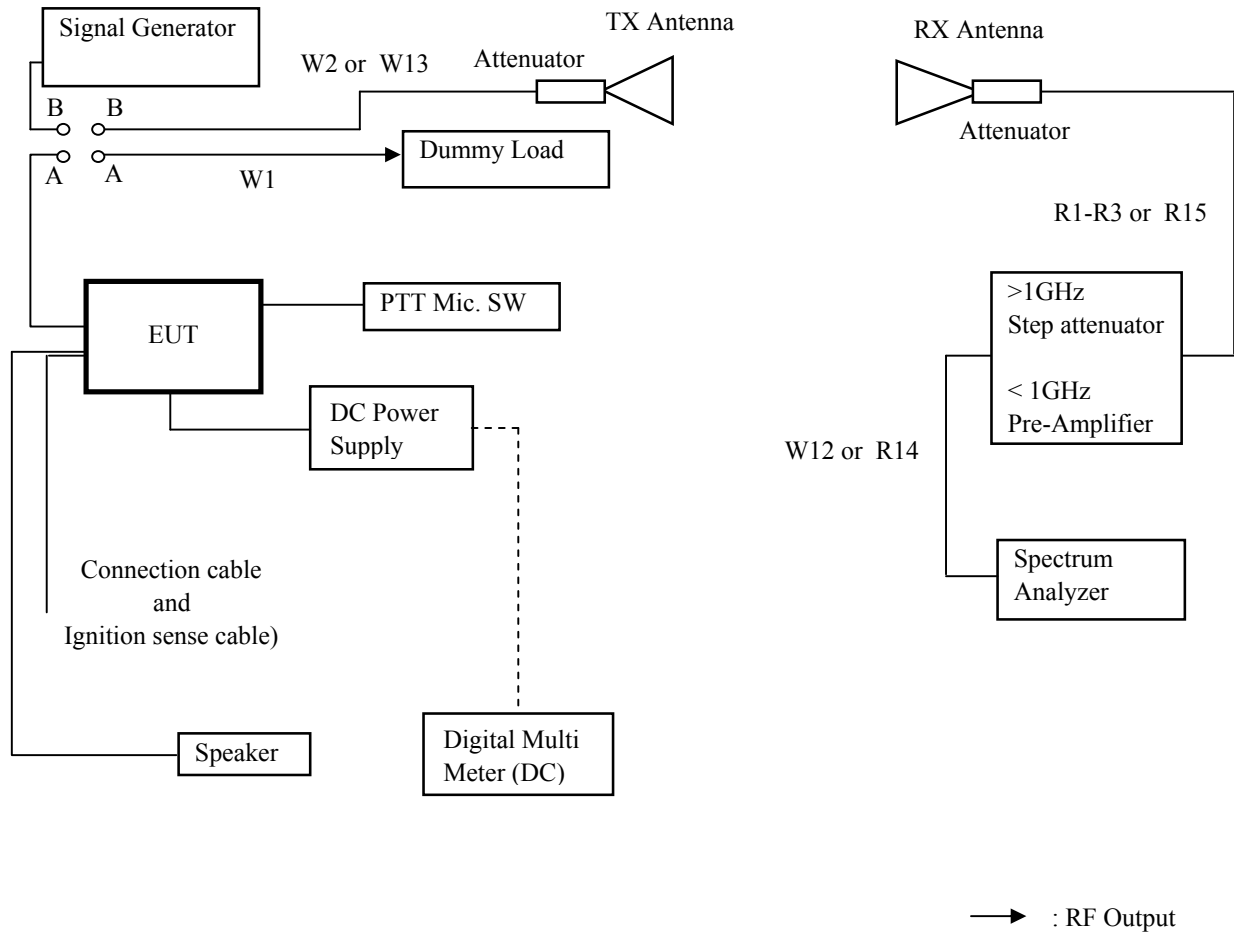 Signal Generator
TX Antenna
RX Antenna
W2 or W13
Attenuator
B
B
Attenuator
Dummy Load
A
A
W1
R1-R3 or R15
>1GHz
Step attenuator
PTT Mic. SW
EUT
< 1GHz
Pre-Amplifier
DC Power
Supply
W12 or R14
Connection cable
and
Ignition sense cable)
Spectrum
Analyzer
Speaker
Digital Multi
Meter (DC)
: RF Output